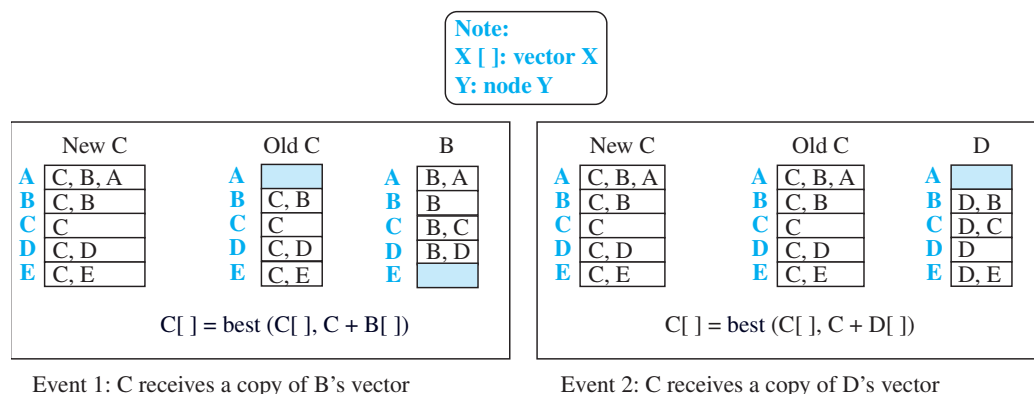 Note:
X [ ]: vector X
Y: node Y
New C
Old C
B
A C, B, A
A
A B, A
B C, B
B C, B
B B
C C
C C
C B, C
D C, D
D C, D
D B, D
E C, E
E C, E
E
C[ ] = best (C[ ], C + B[ ])
Event 1: C receives a copy of B's vector
New C
Old C
D
A C, B, A
A C, B, A
A
B C, B
B C, B
B D, B
C C
C C
C D, C
D C, D
D C, D
D D
E C, E
E C, E
E D, E
C[ ] = best (C[ ], C + D[ ])
Event 2: C receives a copy of D's vector